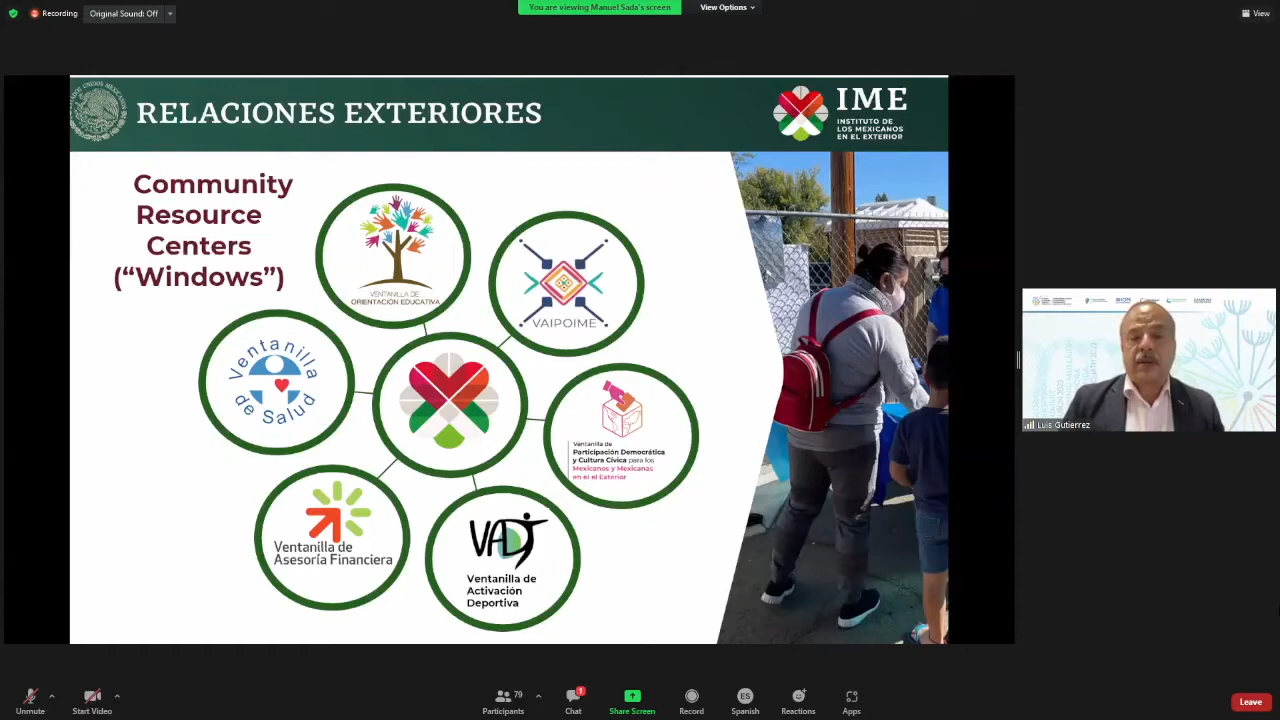 Recording
Original Sound: Off
You are viewing Manuel Sada's screen
View Options
View
RELACIONES EXTERIORES
IME
INSTITUTO DE
LOS MEXICANOS
EN EL EXTERIOR
Community
Resource
Centers
(“Windows”)
VENTANILLA DE
ORIENTACIÓN EDUCATIVA
VAIPOIME
Ventanilla
de Salud
Ventanilla de
Participación Democrática
y Cultura Cívica para los
Mexicanos y Mexicanas
en el el Exterior
Ventanilla de
Asesoría Financiera
VADI
Ventanilla de
Activación
Deportiva
Luis Gutierrez
Unmute
Start Video
79
Participants
1
Chat
Share Screen
Record
ES
Spanish
Reactions
Apps
Leave